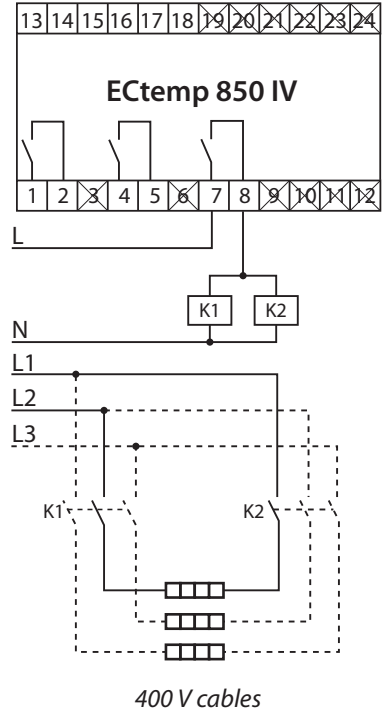 13 14 15 16 17 18 19 20 21 22 23 24
ECtemp 850 IV
1 2 3 4 5 6 7 8 9 10 11 12
L
K1 K2
N
L1
L2
L3
K1 K2
400 V cables